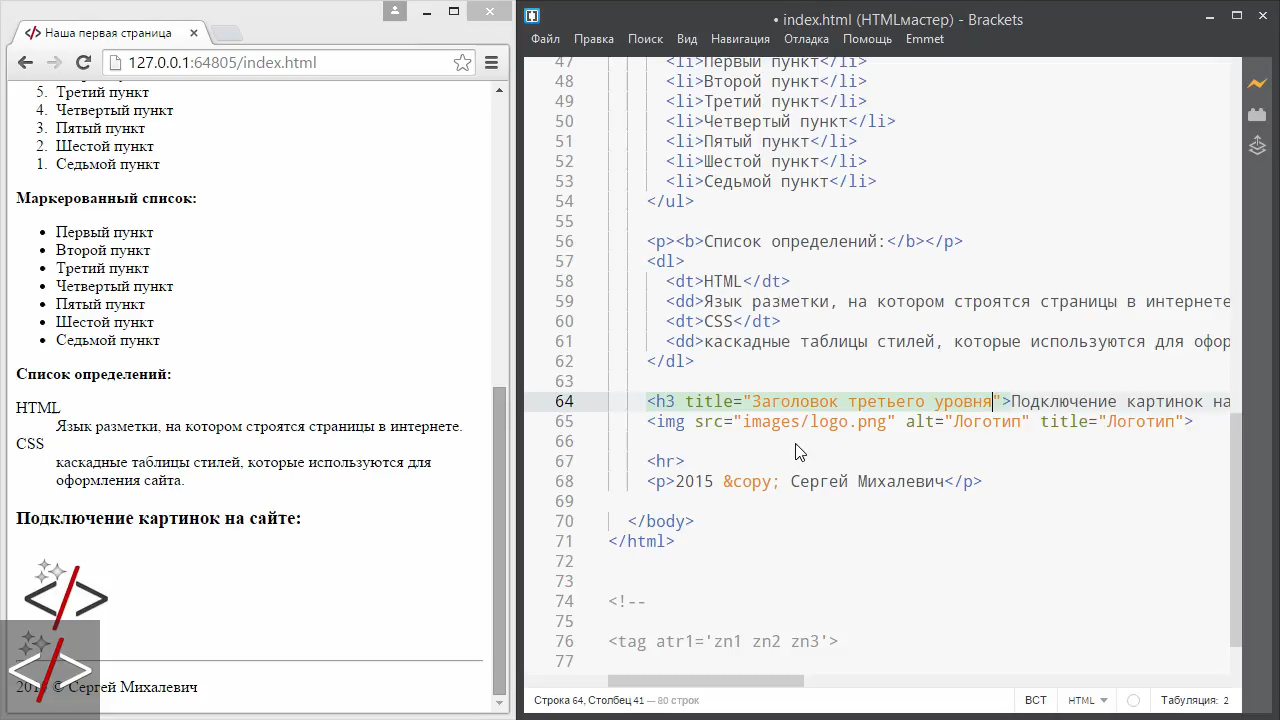 Наша первая страница
127.0.0.1:64805/index.html
5. Третий пункт
4. Четвертый пункт
3. Пятый пункт
2. Шестой пункт
1. Седьмой пункт
Маркерованный список:
• Первый пункт
• Второй пункт
• Третий пункт
• Четвертый пункт
• Пятый пункт
• Шестой пункт
• Седьмой пункт
Список определений:
HTML
Язык разметки, на котором строятся страницы в интернете.
CSS
каскадные таблицы стилей, которые используются для
оформления сайта.
Подключение картинок на сайте:
© Сергей Михалевич
• index.html (HTMLмастер) - Brackets
Файл Правка Поиск Вид Навигация Отладка Помощь Emmet
47 <li>Первый пункт</li>
48 <li>Второй пункт</li>
49 <li>Третий пункт</li>
50 <li>Четвертый пункт</li>
51 <li>Пятый пункт</li>
52 <li>Шестой пункт</li>
53 <li>Седьмой пункт</li>
54 </ul>
55
56 <p><b>Список определений:</b></p>
57 <dl>
58 <dt>HTML</dt>
59 <dd>Язык разметки, на котором строятся страницы в интернете
60 <dt>CSS</dt>
61 <dd>каскадные таблицы стилей, которые используются для офор
62 </dl>
63
64 <h3 title="Заголовок третьего уровня">Подключение картинок на
65 <img src="images/logo.png" alt="Логотип" title="Логотип">
66
67 <hr>
68 <p>2015 &copy; Сергей Михалевич</p>
69
70 </body>
71 </html>
72
73
74 <!--
75
76 <tag atr1='zn1 zn2 zn3'>
77
Строка 64, Столбец 41 — 80 строк
ВСТ HTML Табуляция: 2